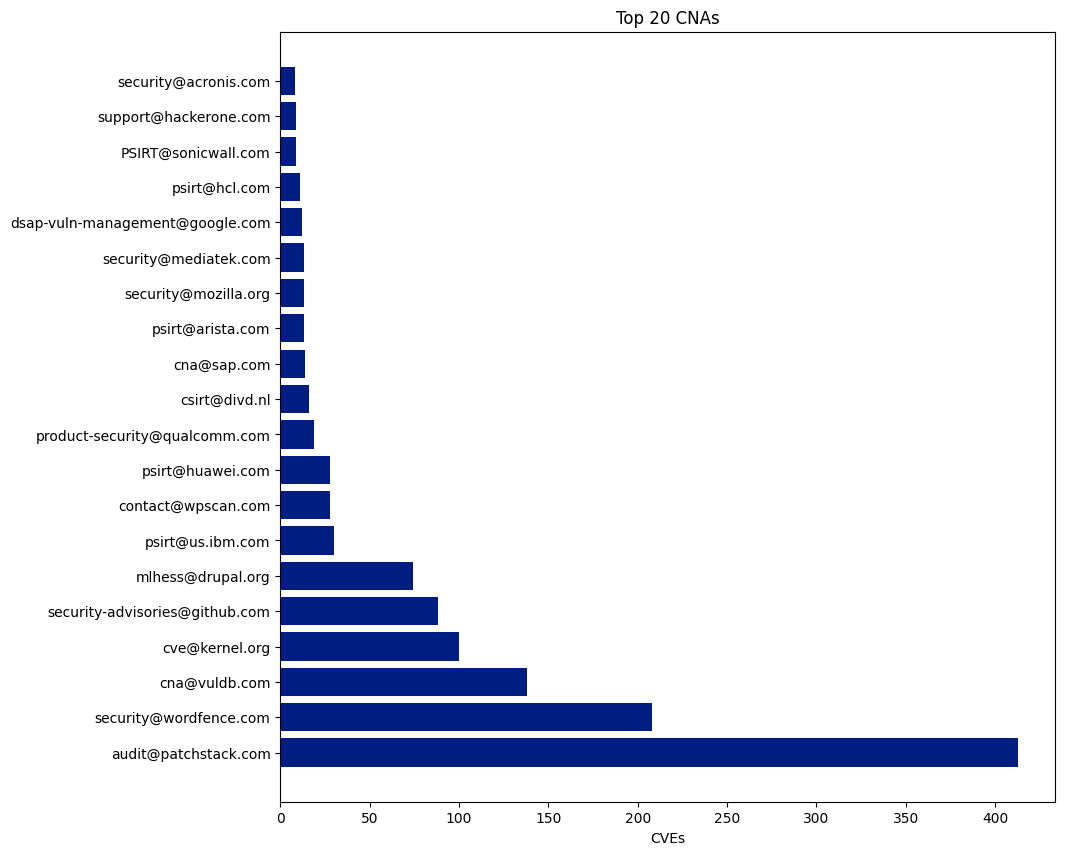 Top 20 CNAs
security@acronis.com
support@hackerone.com
PSIRT@sonicwall.com
psirt@hcl.com
dsap-vuln-management@google.com
security@mediatek.com
security@mozilla.org
psirt@arista.com
cna@sap.com
csirt@divd.nl
product-security@qualcomm.com
psirt@huawei.com
contact@wpscan.com
psirt@us.ibm.com
mlhess@drupal.org
security-advisories@github.com
cve@kernel.org
cna@vuldb.com
security@wordfence.com
audit@patchstack.com
0 50 100 150 200 250 300 350 400
CVEs